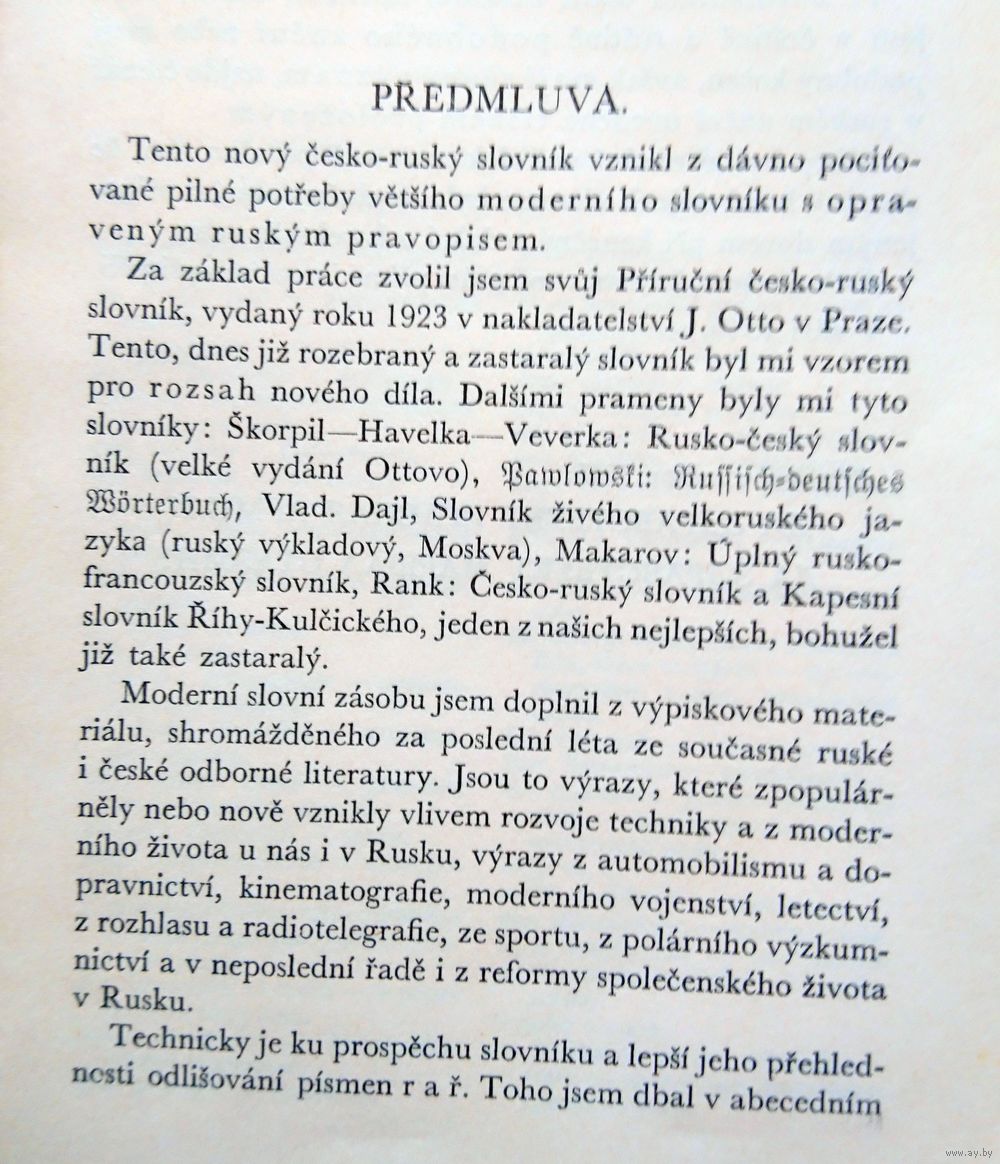 PŘEDMLUVA.
Tento nový česko-ruský slovník vznikl z dávno pociťo-
vané pilné potřeby většího moderního slovníku s opra-
veným ruským pravopisem.
Za základ práce zvolil jsem svůj Příruční česko-ruský
slovník, vydaný roku 1923 v nakladatelství J. Otto v Praze.
Tento, dnes již rozebraný a zastaralý slovník byl mi vzorem
pro rozsah nového díla. Dalšími prameny byly mi tyto
slovníky: Škorpil—Havelka—Veverka: Rusko-český slov-
ník (velké vydání Ottovo), Pawlowski: Russisch-deutsches
Wörterbuch, Vlad. Dajl, Slovník živého velkoruského ja-
zyka (ruský výkladový, Moskva), Makarov: Úplný rusko-
francouzský slovník, Rank: Česko-ruský slovník a Kapesní
slovník Říhy-Kulčického, jeden z našich nejlepších, bohužel
již také zastaralý.
Moderní slovní zásobu jsem doplnil z výpiskového mate-
riálu, shromážděného za poslední léta ze současné ruské
i české odborné literatury. Jsou to výrazy, které zpopulár-
něly nebo nově vznikly vlivem rozvoje techniky a z moder-
ního života u nás i v Rusku, výrazy z automobilismu a do-
pravnictví, kinematografie, moderního vojenství, letectví,
z rozhlasu a radiotelegrafie, ze sportu, z polárního výzkum-
nictví a v neposlední řadě i z reformy společenského života
v Rusku.
Technicky je ku prospěchu slovníku a lepší jeho přehled-
nosti odlišování písmen r a ř. Toho jsem dbal v abecedním
www.ay.by